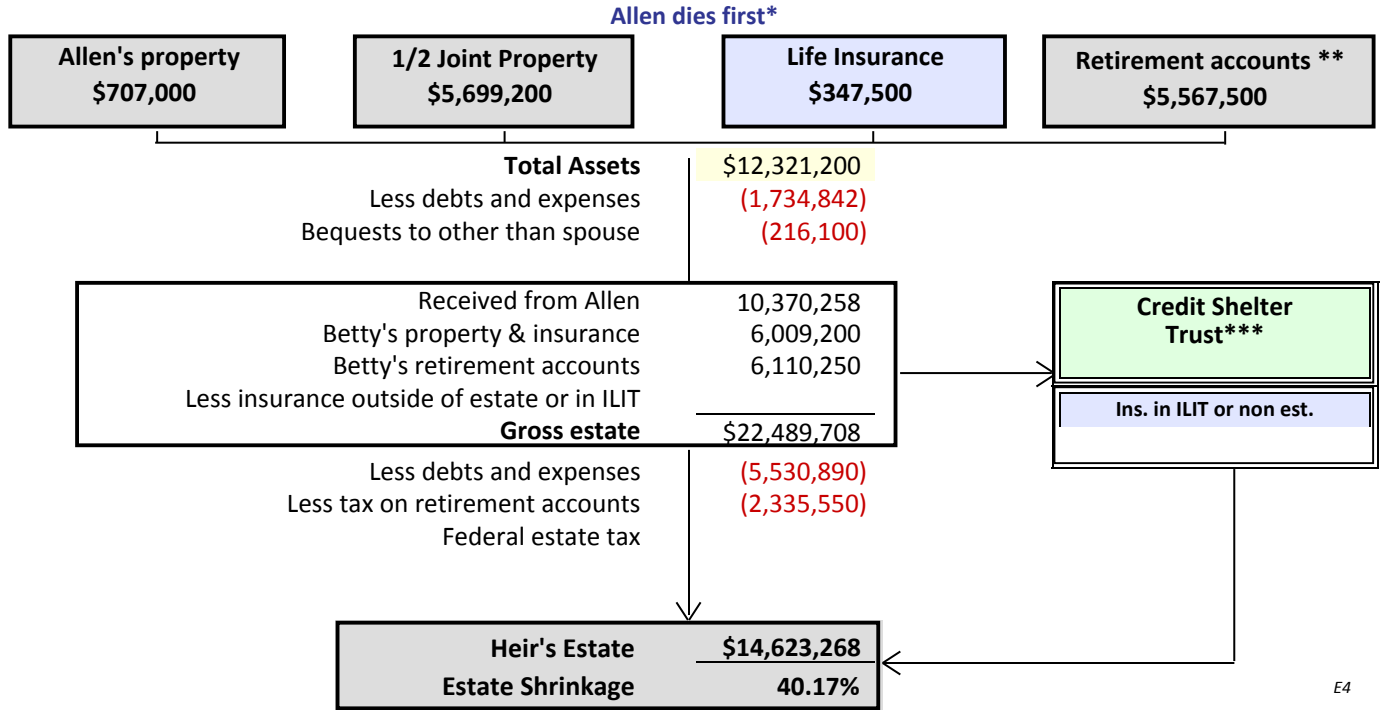 Allen dies first*
Allen's property
$707,000
1/2 Joint Property
$5,699,200
Life Insurance
$347,500
Retirement accounts **
$5,567,500
Total Assets $12,321,200
Less debts and expenses (1,734,842)
Bequests to other than spouse (216,100)
Received from Allen 10,370,258
Betty's property & insurance 6,009,200
Betty's retirement accounts 6,110,250
Less insurance outside of estate or in ILIT
Gross estate $22,489,708
Credit Shelter
Trust***
Ins. in ILIT or non est.
Less debts and expenses (5,530,890)
Less tax on retirement accounts (2,335,550)
Federal estate tax
Heir's Estate $14,623,268
Estate Shrinkage 40.17%
E4